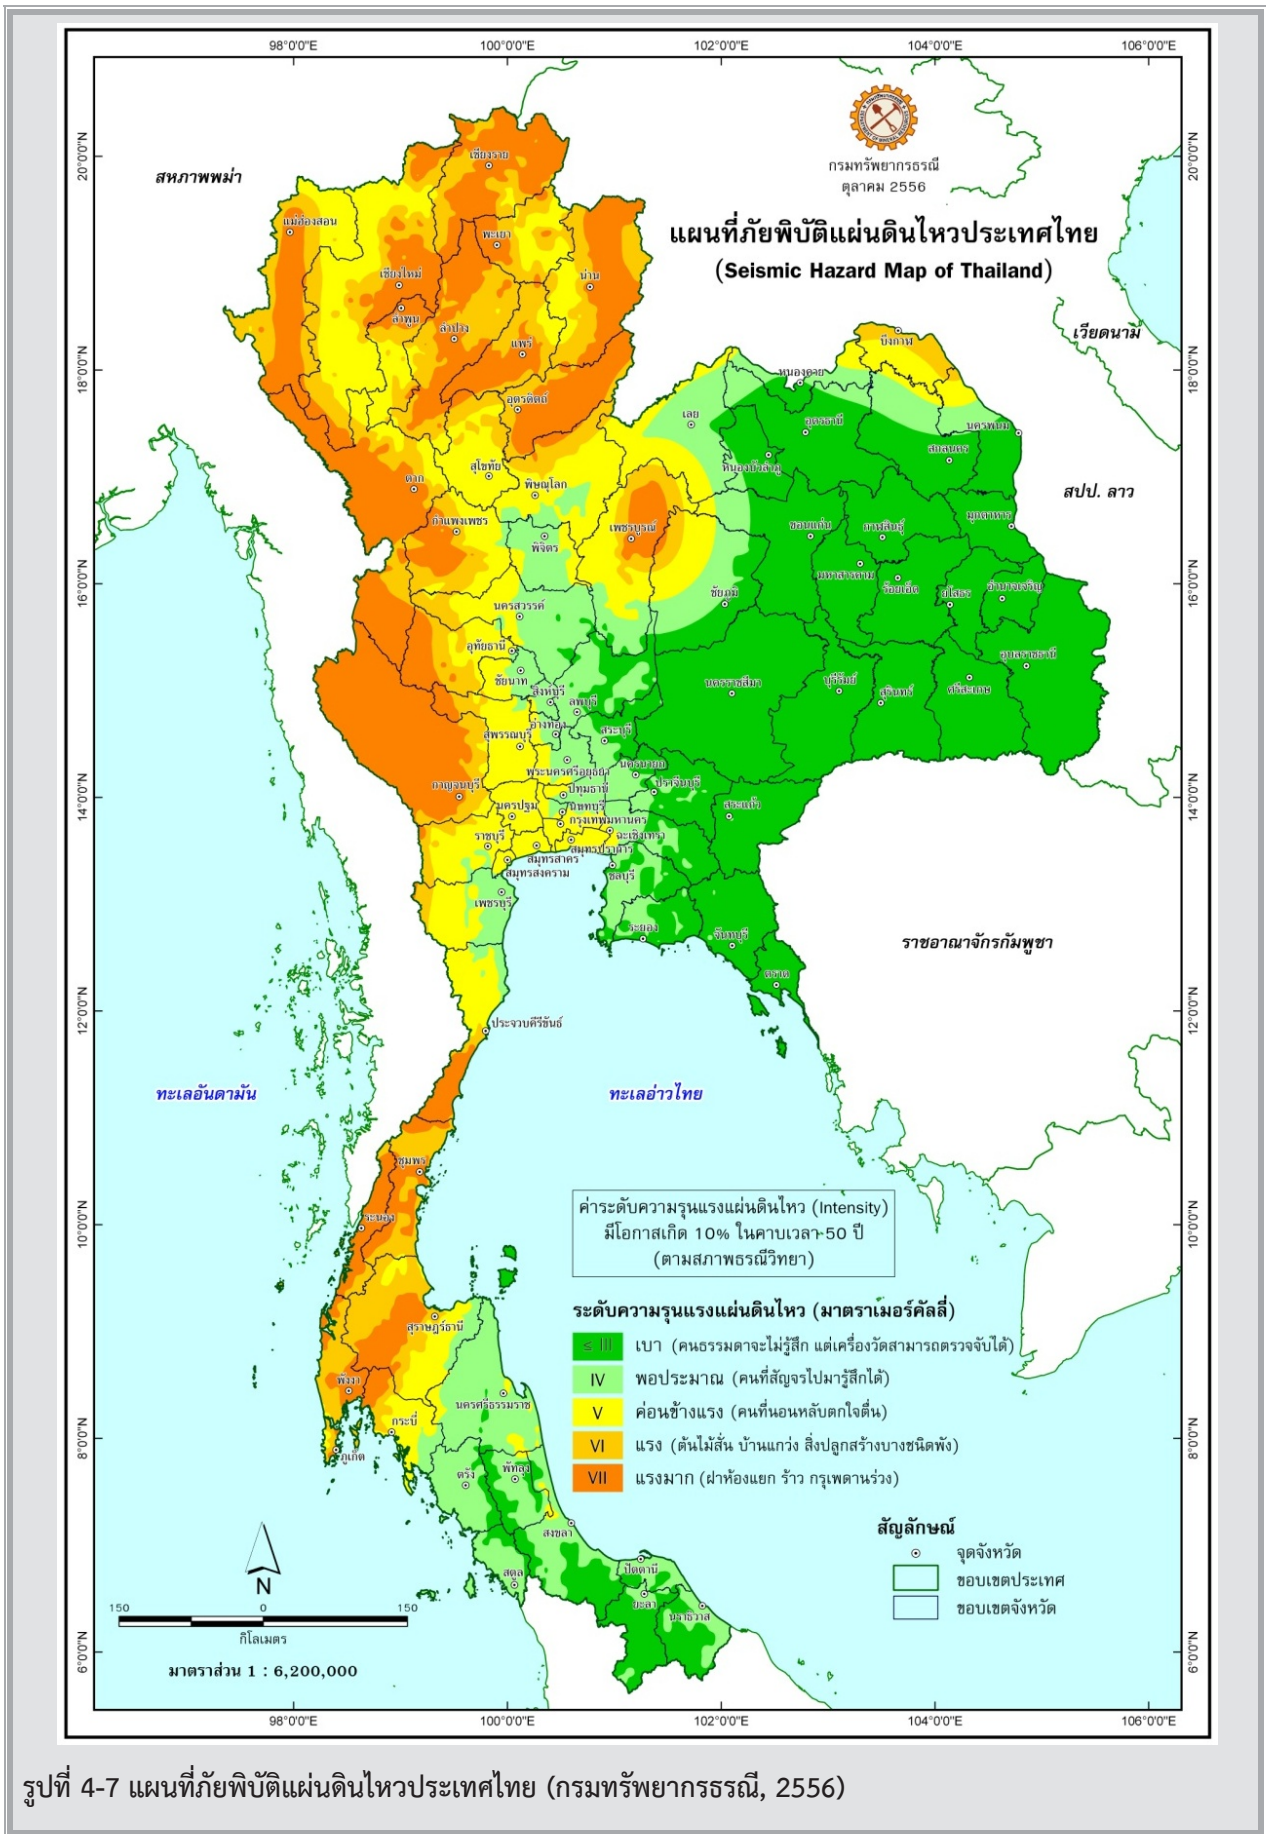 98°0'0"E
100°0'0"E
102°0'0"E
104°0'0"E
106°0'0"E
20°0'0"N
20°0'0"N
18°0'0"N
18°0'0"N
16°0'0"N
16°0'0"N
14°0'0"N
14°0'0"N
12°0'0"N
12°0'0"N
10°0'0"N
10°0'0"N
8°0'0"N
8°0'0"N
6°0'0"N
6°0'0"N
กรมทรัพยากรธรณี
ตุลาคม 2556
แผนที่ภัยพิบัติแผ่นดินไหวประเทศไทย
(Seismic Hazard Map of Thailand)
สหภาพพม่า
เวียดนาม
สปป. ลาว
ราชอาณาจักรกัมพูชา
ทะเลอันดามัน
ทะเลอ่าวไทย
เชียงราย
แม่ฮ่องสอน
พะเยา
เชียงใหม่
น่าน
ลำพูน
ลำปาง
แพร่
อุตรดิตถ์
บึงกาฬ
หนองคาย
เลย
อุดรธานี
นครพนม
สกลนคร
หนองบัวลำภู
สุโขทัย
ตาก
พิษณุโลก
กำแพงเพชร
พิจิตร
เพชรบูรณ์
ขอนแก่น
กาฬสินธุ์
มุกดาหาร
มหาสารคาม
ร้อยเอ็ด
ยโสธร
อำนาจเจริญ
ชัยภูมิ
นครสวรรค์
อุทัยธานี
ชัยนาท
สิงหบุรี
ลพบุรี
นครราชสีมา
บุรีรัมย์
สุรินทร์
ศรีสะเกษ
อุบลราชธานี
อ่างทอง
สุพรรณบุรี
สระบุรี
พระนครศรีอยุธยา
นครนายก
ปราจีนบุรี
กาญจนบุรี
ปทุมธานี
นครปฐม
นนทบุรี
กรุงเทพมหานคร
สระแก้ว
ราชบุรี
ฉะเชิงเทรา
สมุทรปราการ
สมุทรสาคร
สมุทรสงคราม
ชลบุรี
เพชรบุรี
ระยอง
จันทบุรี
ตราด
ประจวบคีรีขันธ์
ชุมพร
ระนอง
สุราษฎร์ธานี
พังงา
นครศรีธรรมราช
กระบี่
ภูเก็ต
ตรัง
พัทลุง
สงขลา
สตูล
ปัตตานี
ยะลา
นราธิวาส
ค่าระดับความรุนแรงแผ่นดินไหว (Intensity)
มีโอกาสเกิด 10% ในคาบเวลา 50 ปี
(ตามสภาพธรณีวิทยา)
ระดับความรุนแรงแผ่นดินไหว (มาตราเมอร์คัลลี่)
≤ III เบา (คนธรรมดาจะไม่รู้สึก แต่เครื่องวัดสามารถตรวจจับได้)
IV พอประมาณ (คนที่สัญจรไปมารู้สึกได้)
V ค่อนข้างแรง (คนที่นอนหลับตกใจตื่น)
VI แรง (ต้นไม้สั่น บ้านแกว่ง สิ่งปลูกสร้างบางชนิดพัง)
VII แรงมาก (ฝาห้องแยก ร้าว กรุเพดานร่วง)
สัญลักษณ์
จุดจังหวัด
ขอบเขตประเทศ
ขอบเขตจังหวัด
N
150 0 150
กิโลเมตร
มาตราส่วน 1 : 6,200,000
98°0'0"E
100°0'0"E
102°0'0"E
104°0'0"E
106°0'0"E
รูปที่ 4-7 แผนที่ภัยพิบัติแผ่นดินไหวประเทศไทย (กรมทรัพยากรธรณี, 2556)